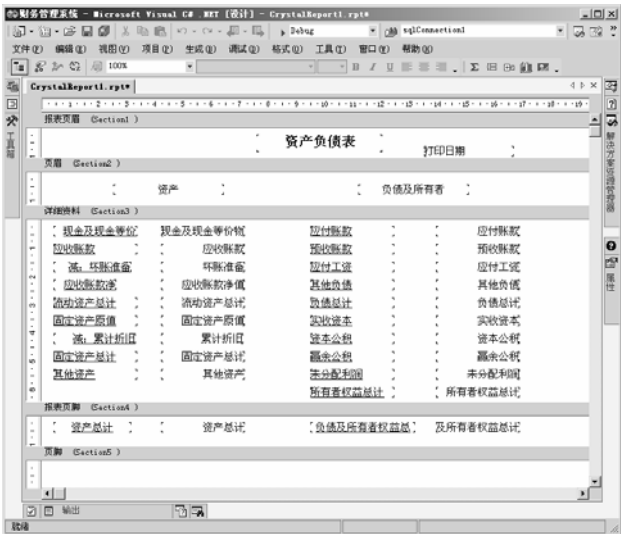 财务管理系统 - Microsoft Visual C# .NET [设计] - CrystalReport1.rpt*
Debug sqlConnection1
文件(F) 编辑(E) 视图(V) 项目(P) 生成(B) 调试(D) 格式(O) 工具(T) 窗口(W) 帮助(H)
100%
CrystalReport1.rpt*
工具箱
解决方案资源管理器
属性
报表页眉 (Section1 )
资产负债表
打印日期
页眉 (Section2 )
资产 负债及所有者
详细资料 (Section3 )
现金及现金等价 现金及现金等价物 应付账款 应付账款
应收账款 应收账款 预收账款 预收账款
减：坏账准备 坏账准备 应付工资 应付工资
应收账款净 应收账款净值 其他负债 其他负债
流动资产总计 流动资产总计 负债总计 负债总计
固定资产原值 固定资产原值 实收资本 实收资本
减：累计折旧 累计折旧 资本公积 资本公积
固定资产总计 固定资产总计 盈余公积 盈余公积
其他资产 其他资产 未分配利润 未分配利润
所有者权益总计 所有者权益总计
报表页脚 (Section4 )
资产总计 资产总计 负债及所有者权益总 及所有者权益总计
页脚 (Section5 )
输出
就绪